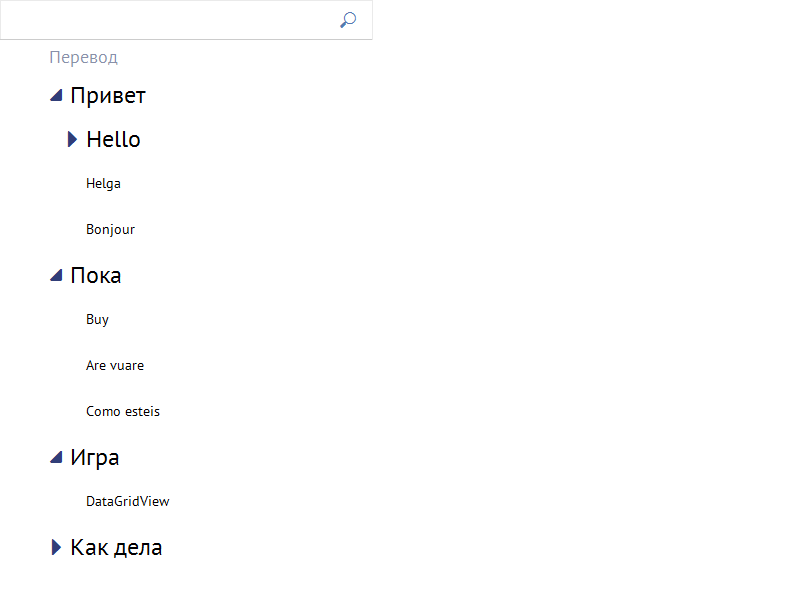 Перевод
Привет
Hello
Helga
Bonjour
Пока
Buy
Are vuare
Como esteis
Игра
DataGridView
Как дела